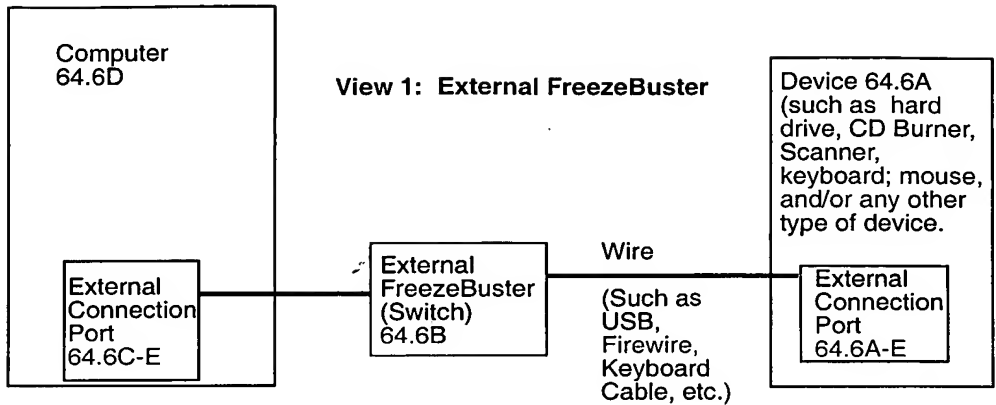 Computer
64.6D
View 1: External FreezeBuster
Device 64.6A
(such as hard
drive, CD Burner,
Scanner,
keyboard; mouse,
and/or any other
type of device.
External
Connection
Port
64.6C-E
External
FreezeBuster
(Switch)
64.6B
Wire
(Such as
USB,
Firewire,
Keyboard
Cable, etc.)
External
Connection
Port
64.6A-E